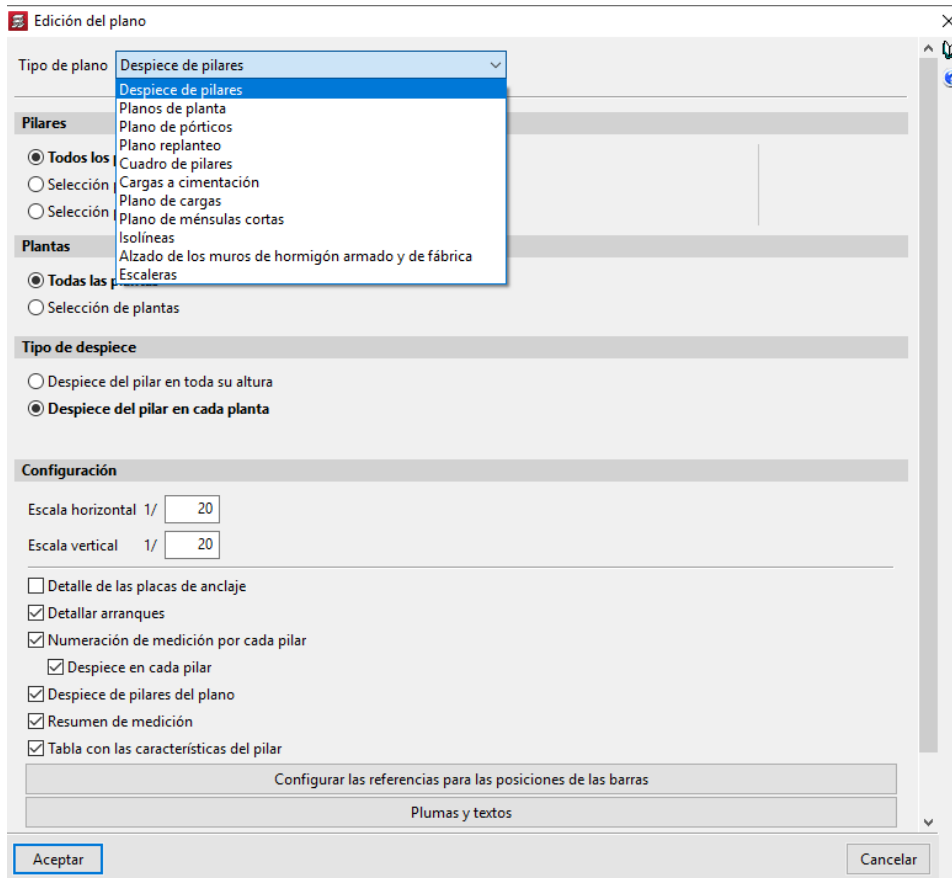 Edición del plano
Tipo de plano Despiece de pilares
Despiece de pilares
Planos de planta
Plano de pórticos
Plano replanteo
Cuadro de pilares
Cargas a cimentación
Plano de cargas
Plano de ménsulas cortas
Isolíneas
Alzado de los muros de hormigón armado y de fábrica
Escaleras
Pilares
Todos los
Selección
Selección
Plantas
Todas las
Selección de plantas
Tipo de despiece
Despiece del pilar en toda su altura
Despiece del pilar en cada planta
Configuración
Escala horizontal 1/ 20
Escala vertical 1/ 20
Detalle de las placas de anclaje
Detallar arranques
Numeración de medición por cada pilar
Despiece en cada pilar
Despiece de pilares del plano
Resumen de medición
Tabla con las características del pilar
Configurar las referencias para las posiciones de las barras
Plumas y textos
Aceptar
Cancelar